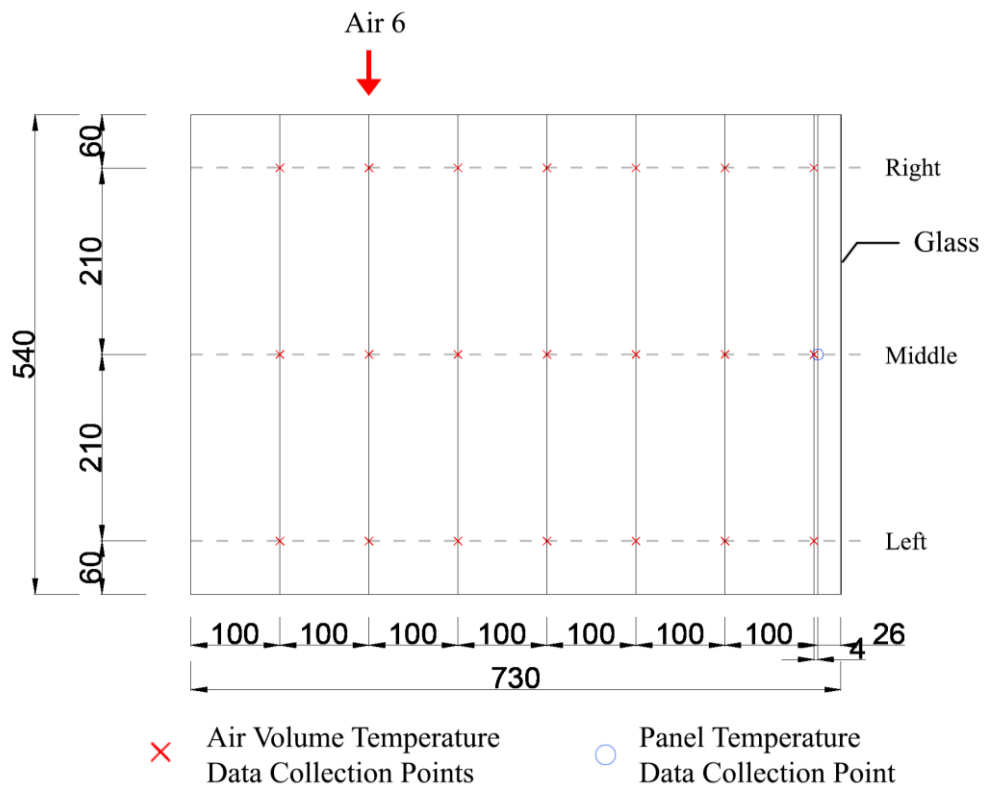 Air 6
60
Right
210
Glass
540
Middle
210
Left
60
100 100 100 100 100 100 100 26
4
730
Air Volume Temperature
Data Collection Points
Panel Temperature
Data Collection Point